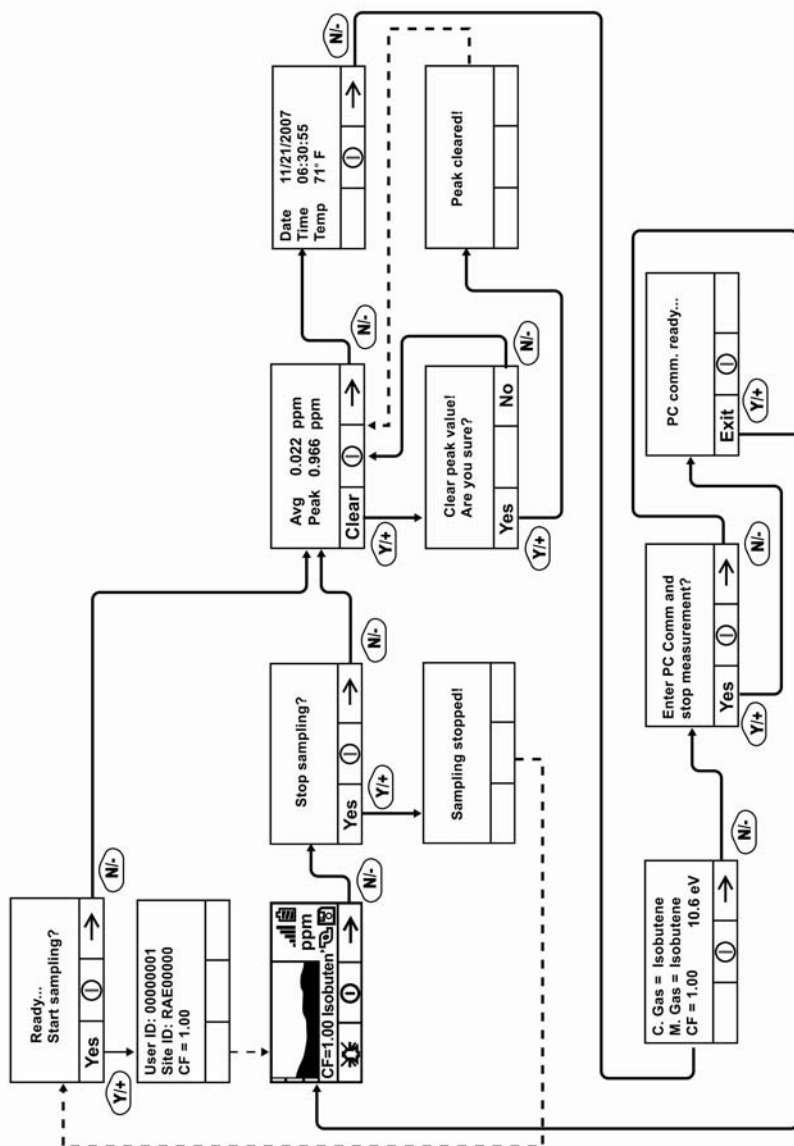 Ready...
Start sampling?
Yes
Y/+
N/-
User ID: 00000001
Site ID: RAE00000
CF = 1.00
ppm
CF=1.00 Isobuten
N/-
Stop sampling?
Yes
Y/+
N/-
Sampling stopped!
Avg 0.022 ppm
Peak 0.966 ppm
Clear
Y/+
N/-
Clear peak value!
Are you sure?
Yes
No
Y/+
N/-
Date 11/21/2007
Time 06:30:55
Temp 71° F
N/-
Peak cleared!
C. Gas = Isobutene
M. Gas = Isobutene
CF = 1.00 10.6 eV
N/-
Enter PC Comm and
stop measurement?
Yes
Y/+
N/-
PC comm. ready...
Exit
Y/+